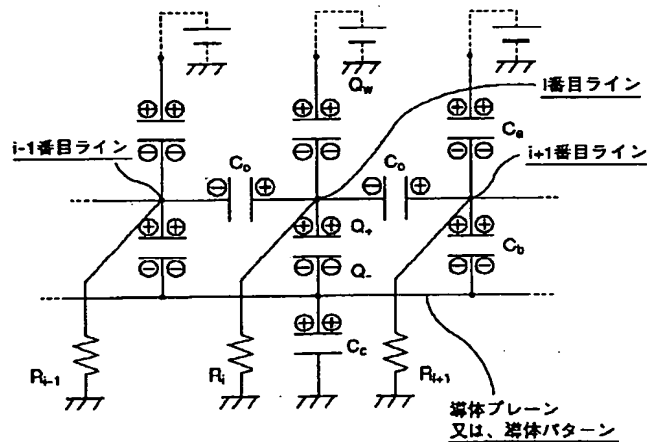 Qw
i番目ライン
i-1番目ライン
Co
Co
Ca
i+1番目ライン
Q+
Q-
Cb
Cc
Ri-1
Ri
Ri+1
導体プレーン
又は、導体パターン